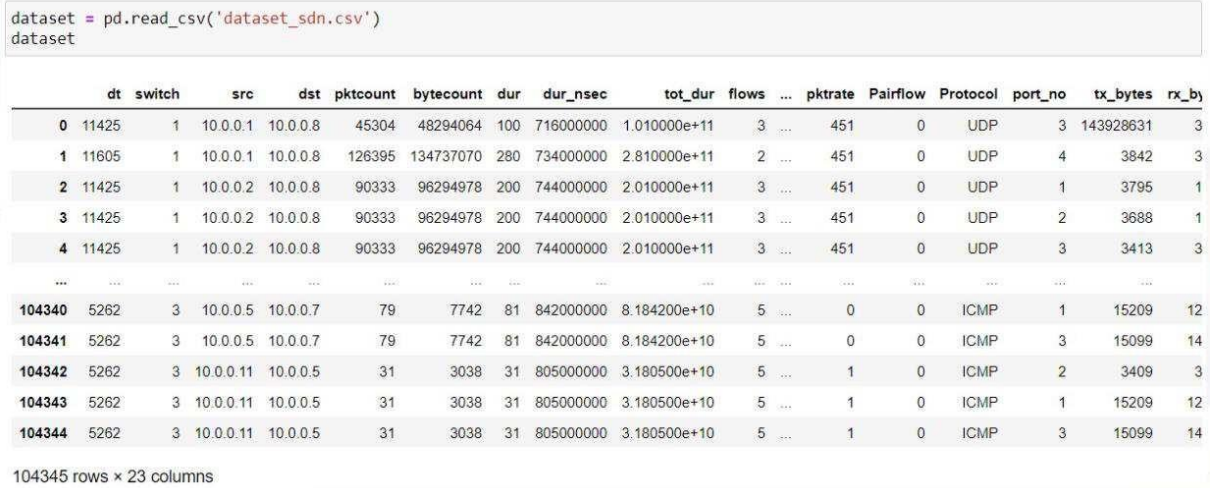 dataset = pd.read_csv('dataset_sdn.csv')
dataset
dt switch src dst pktcount bytecount dur dur_nsec tot_dur flows ... pktrate Pairflow Protocol port_no tx_bytes rx_by
0 11425 1 10.0.0.1 10.0.0.8 45304 48294064 100 716000000 1.010000e+11 3 ... 451 0 UDP 3 143928631 3
1 11605 1 10.0.0.1 10.0.0.8 126395 134737070 280 734000000 2.810000e+11 2 ... 451 0 UDP 4 3842 3
2 11425 1 10.0.0.2 10.0.0.8 90333 96294978 200 744000000 2.010000e+11 3 ... 451 0 UDP 1 3795 1
3 11425 1 10.0.0.2 10.0.0.8 90333 96294978 200 744000000 2.010000e+11 3 ... 451 0 UDP 2 3688 1
4 11425 1 10.0.0.2 10.0.0.8 90333 96294978 200 744000000 2.010000e+11 3 ... 451 0 UDP 3 3413 3
... ... ... ... ... ... ... ... ... ... ... ... ... ... ... ... ...
104340 5262 3 10.0.0.5 10.0.0.7 79 7742 81 842000000 8.184200e+10 5 ... 0 0 ICMP 1 15209 12
104341 5262 3 10.0.0.5 10.0.0.7 79 7742 81 842000000 8.184200e+10 5 ... 0 0 ICMP 3 15099 14
104342 5262 3 10.0.0.11 10.0.0.5 31 3038 31 805000000 3.180500e+10 5 ... 1 0 ICMP 2 3409 3
104343 5262 3 10.0.0.11 10.0.0.5 31 3038 31 805000000 3.180500e+10 5 ... 1 0 ICMP 1 15209 12
104344 5262 3 10.0.0.11 10.0.0.5 31 3038 31 805000000 3.180500e+10 5 ... 1 0 ICMP 3 15099 14
104345 rows × 23 columns